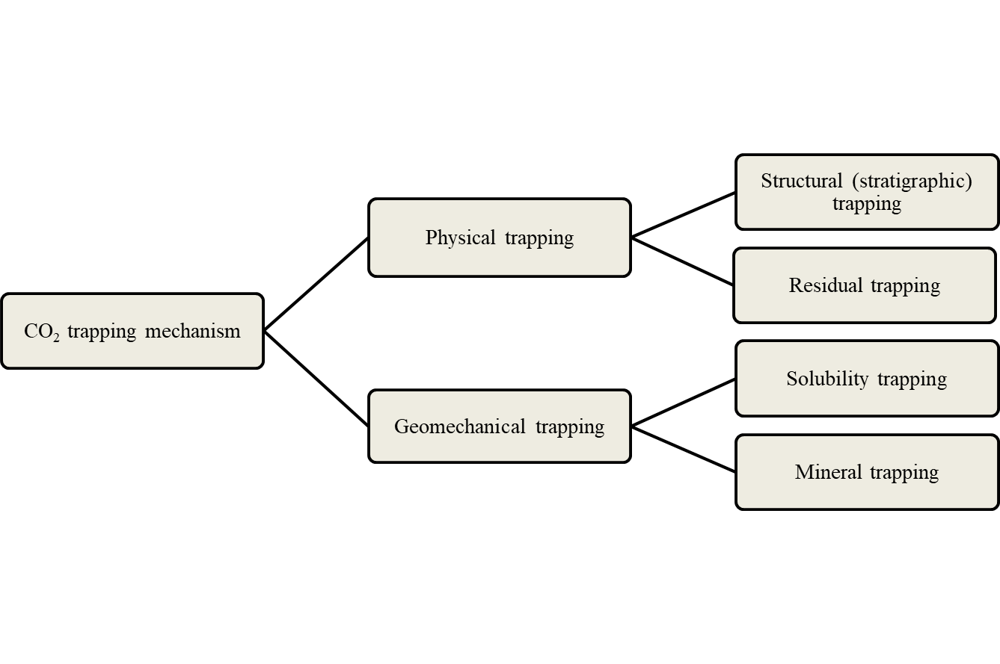 CO₂ trapping mechanism
Physical trapping
Geomechanical trapping
Structural (stratigraphic)
trapping
Residual trapping
Solubility trapping
Mineral trapping